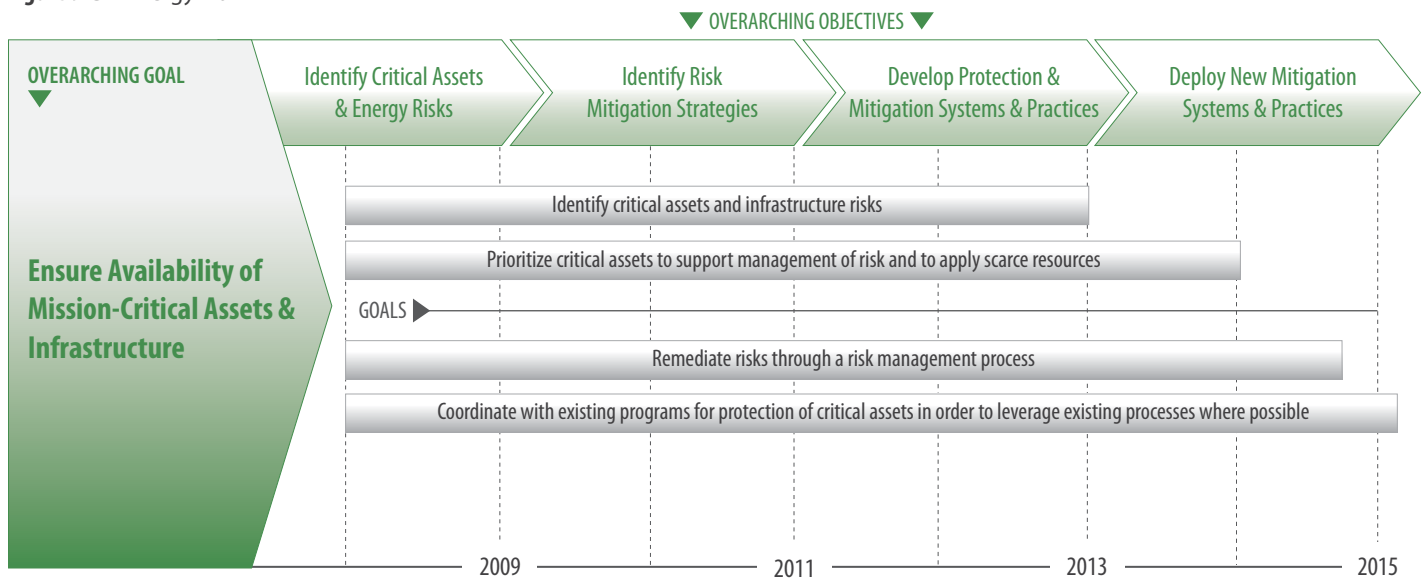 OVERARCHING OBJECTIVES
OVERARCHING GOAL
Identify Critical Assets
& Energy Risks
Identify Risk
Mitigation Strategies
Develop Protection &
Mitigation Systems & Practices
Deploy New Mitigation
Systems & Practices
Ensure Availability of
Mission-Critical Assets &
Infrastructure
Identify critical assets and infrastructure risks
Prioritize critical assets to support management of risk and to apply scarce resources
GOALS
Remediate risks through a risk management process
Coordinate with existing programs for protection of critical assets in order to leverage existing processes where possible
2009
2011
2013
2015